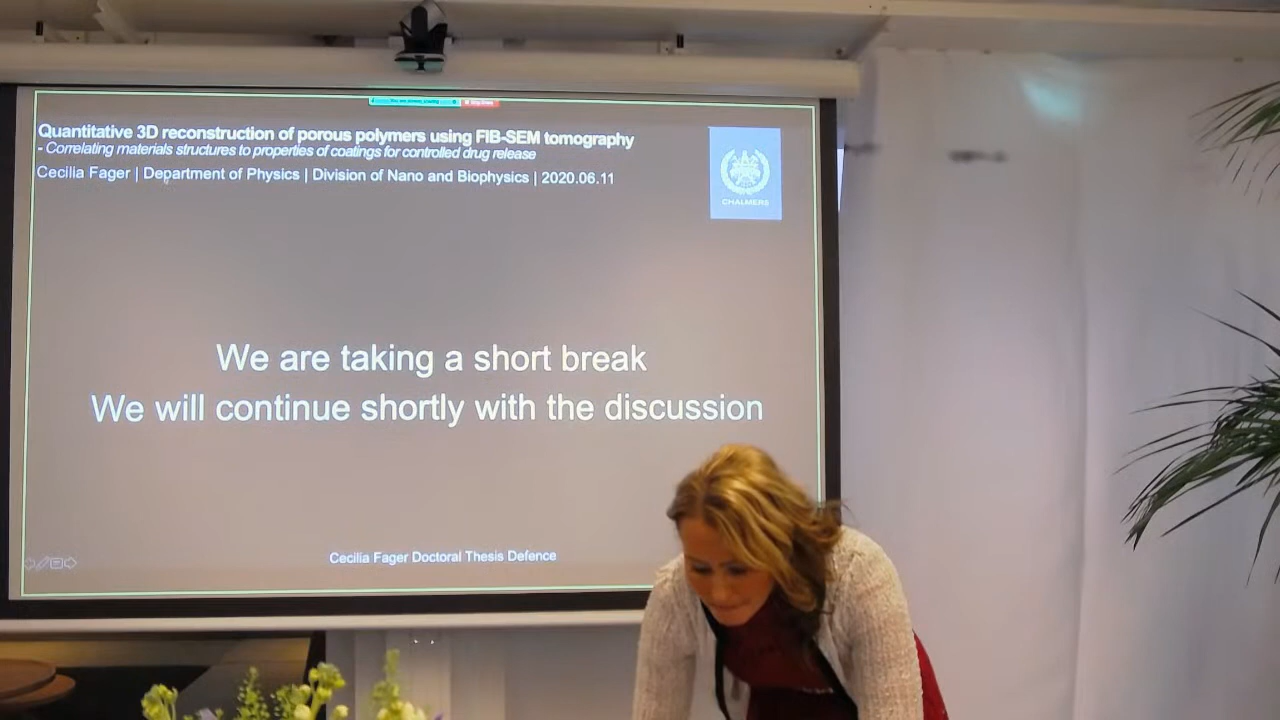 Quantitative 3D reconstruction of porous polymers using FIB-SEM tomography
- Correlating materials structures to properties of coatings for controlled drug release
Cecilia Fager | Department of Physics | Division of Nano and Biophysics | 2020.06.11
CHALMERS
We are taking a short break
We will continue shortly with the discussion
Cecilia Fager Doctoral Thesis Defence